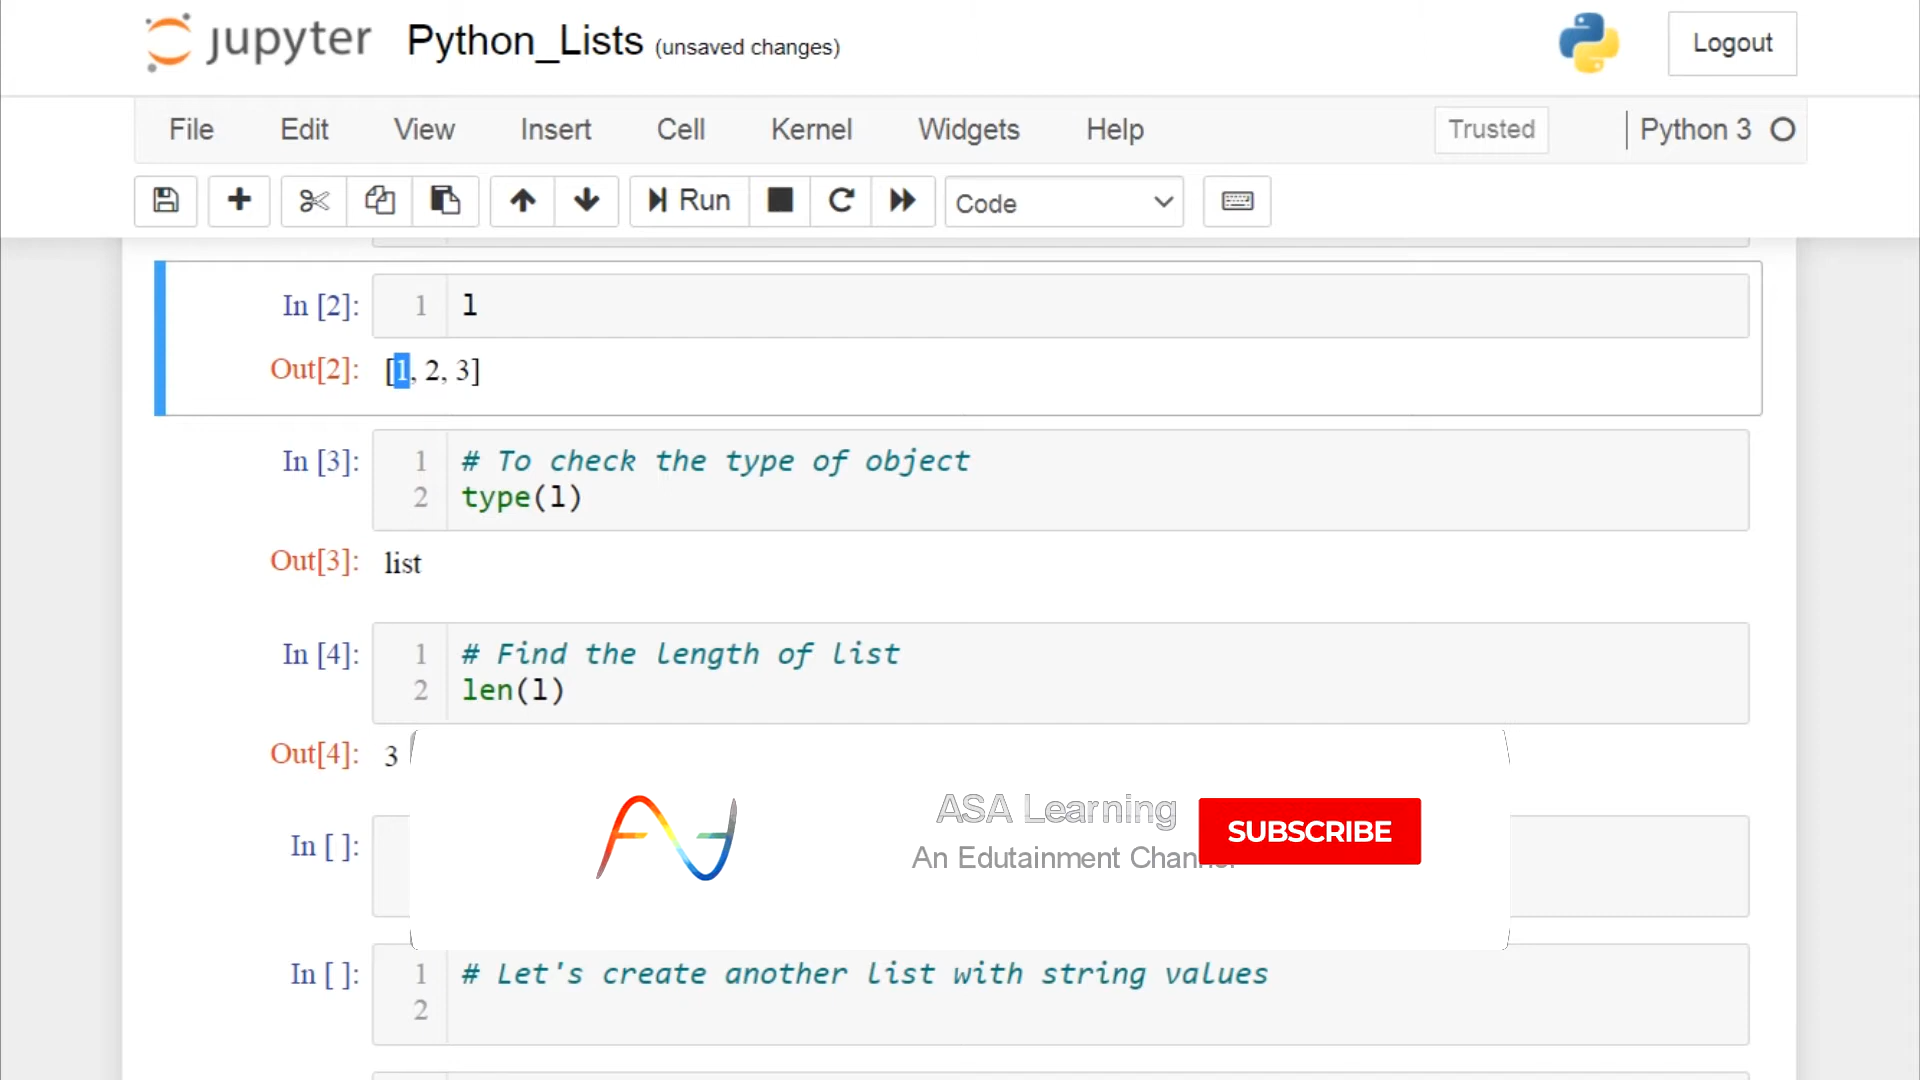 jupyter Python_Lists (unsaved changes) Logout
File Edit View Insert Cell Kernel Widgets Help Trusted Python 3
Run Code
In [2]: 1 l
Out[2]: [1, 2, 3]
In [3]: 1 # To check the type of object
2 type(l)
Out[3]: list
In [4]: 1 # Find the length of list
2 len(l)
Out[4]: 3
ASA Learning
SUBSCRIBE
An Edutainment
In [ ]:
In [ ]: 1 # Let's create another list with string values
2